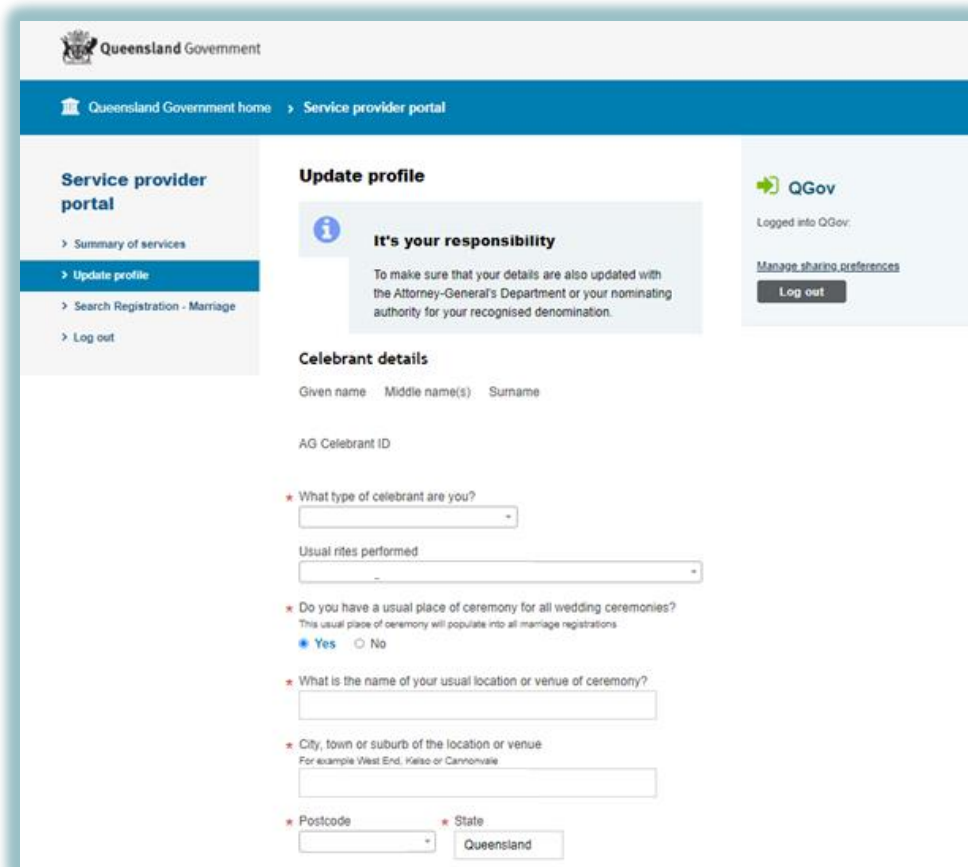 Queensland Government
Queensland Government home > Service provider portal
Service provider
portal
> Summary of services
> Update profile
> Search Registration - Marriage
> Log out
Update profile
It's your responsibility
To make sure that your details are also updated with
the Attorney-General's Department or your nominating
authority for your recognised denomination.
Celebrant details
Given name Middle name(s) Surname
AG Celebrant ID
* What type of celebrant are you?
Usual rites performed
* Do you have a usual place of ceremony for all wedding ceremonies?
This usual place of ceremony will populate into all marriage registrations
Yes No
* What is the name of your usual location or venue of ceremony?
* City, town or suburb of the location or venue
For example West End, Kelso or Cannonvale
* Postcode * State
Queensland
QGov
Logged into QGov:
Manage sharing preferences
Log out